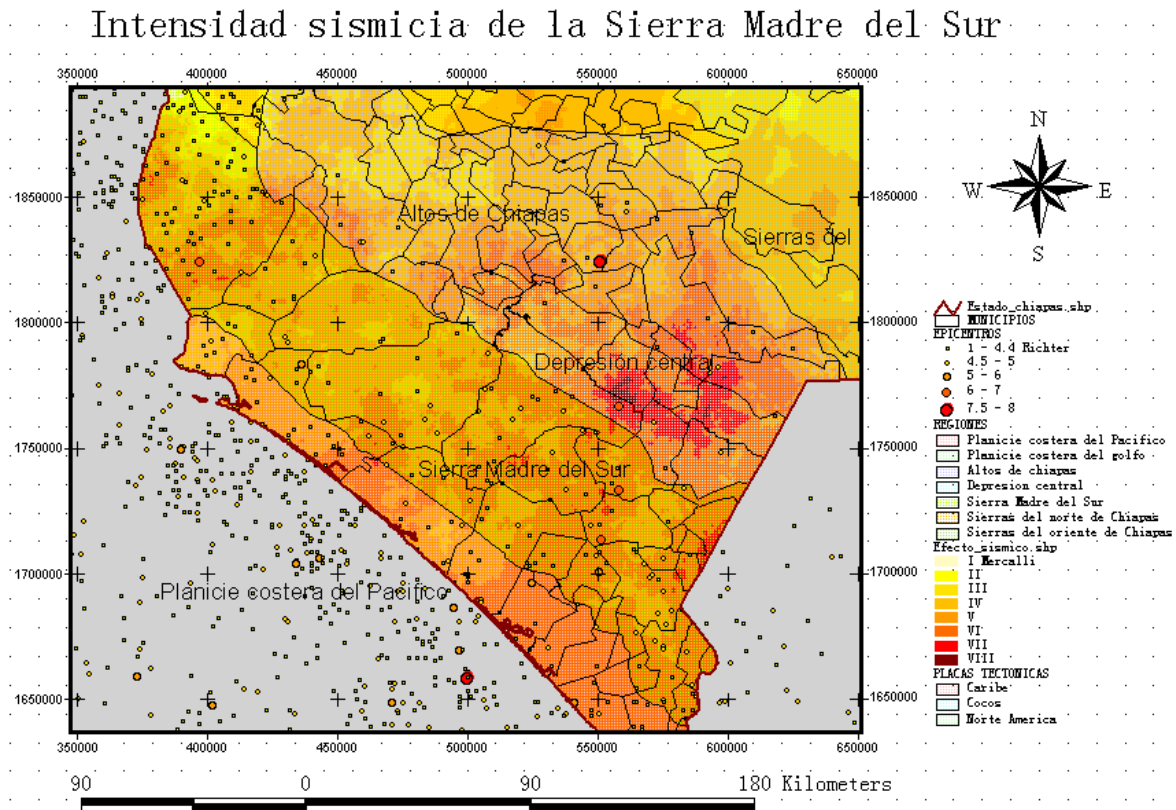 Intensidad sismicia de la Sierra Madre del Sur
350000 400000 450000 500000 550000 600000 650000
1850000 1850000
1800000 1800000
1750000 1750000
1700000 1700000
1650000 1650000
350000 400000 450000 500000 550000 600000 650000
Altos de Chiapas
Sierras del
Depresión central
Sierra Madre del Sur
Planicie costera del Pacifico
N
W E
S
Estado_chiapas.shp
MUNICIPIOS
EPICENTROS
1 - 4.4 Richter
4.5 - 5
5 - 6
6 - 7
7.5 - 8
REGIONES
Planicie costera del Pacifico
Planicie costera del golfo
Altos de chiapas
Depresion central
Sierra Madre del Sur
Sierras del norte de Chiapas
Sierras del oriente de Chiapas
Efecto_sismico.shp
I Mercalli
II
III
IV
V
VI
VII
VIII
PLACAS TECTONICAS
Caribe
Cocos
Norte America
90 0 90 180 Kilometers